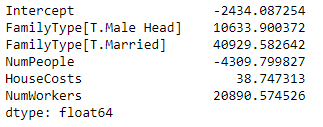 Intercept -2434.087254
FamilyType[T.Male Head] 10633.900372
FamilyType[T.Married] 40929.582642
NumPeople -4309.799827
HouseCosts 38.747313
NumWorkers 20890.574526
dtype: float64